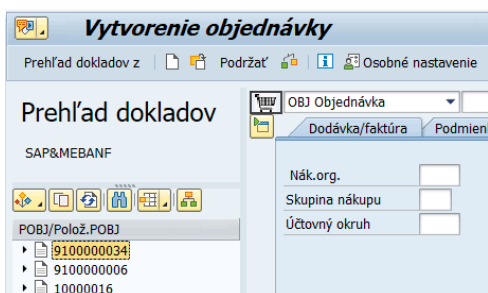 Vytvorenie objednávky
Prehľad dokladov z Podržať Osobné nastavenie
Prehľad dokladov
SAP&MEBANF
POBJ/Polož.POBJ
9100000034
9100000006
10000016
OBJ Objednávka
Dodávka/faktúra
Nák.org.
Skupina nákupu
Účtovný okruh